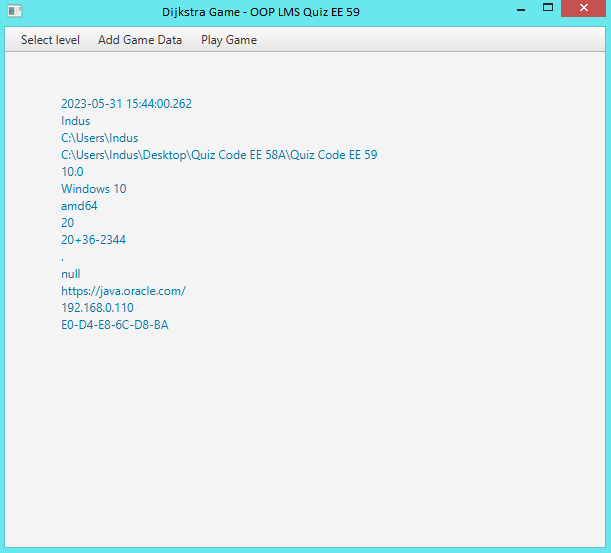 Dijkstra Game - OOP LMS Quiz EE 59
Select level Add Game Data Play Game
2023-05-31 15:44:00.262
Indus
C:\Users\Indus
C:\Users\Indus\Desktop\Quiz Code EE 58A\Quiz Code EE 59
10.0
Windows 10
amd64
20
20+36-2344
.
null
https://java.oracle.com/
192.168.0.110
E0-D4-E8-6C-D8-BA